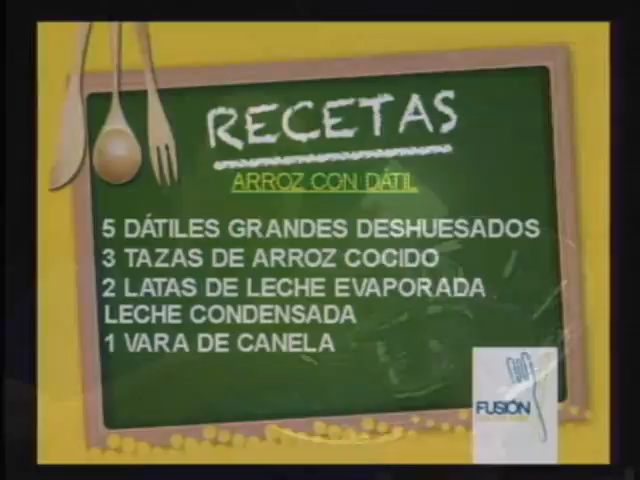 RECETAS
ARROZ CON DÁTIL
5 DÁTILES GRANDES DESHUESADOS
3 TAZAS DE ARROZ COCIDO
2 LATAS DE LECHE EVAPORADA
LECHE CONDENSADA
1 VARA DE CANELA
FUSIÓN